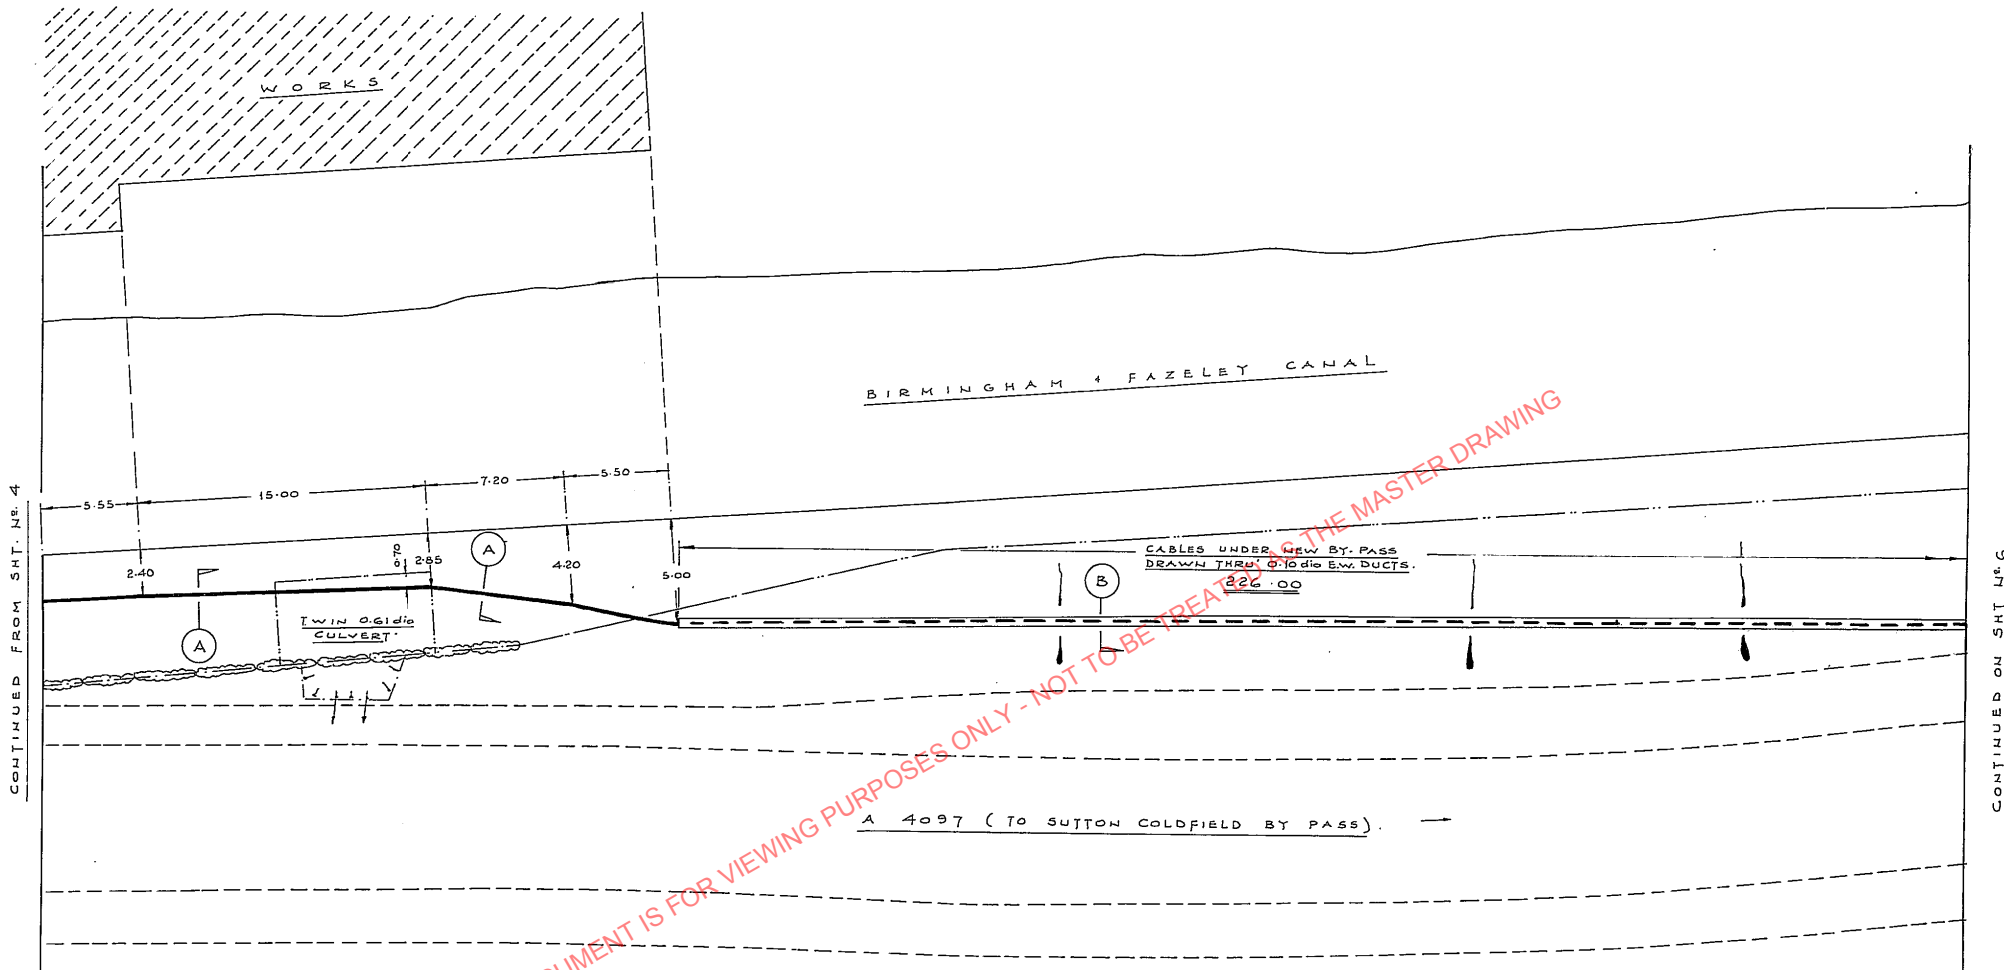 WORKS
BIRMINGHAM & FAZELEY CANAL
CONTINUED FROM SHT. Nº. 4
5·55
15·00
7·20
5·50
2·40
0·70
2·85
A
4·20
5·00
A
TWIN 0.61 dia
CULVERT.
CABLES UNDER NEW BY-PASS
DRAWN THRU' 0.10 dia E.W. DUCTS.
226·00
B
A 4097 (TO SUTTON COLDFIELD BY PASS).
CONTINUED ON SHT Nº. 6
UMENT IS FOR VIEWING PURPOSES ONLY - NOT TO BE TREATED AS THE MASTER DRAWING